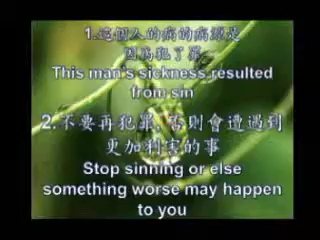 1.這個人的病的病源是
因為犯了罪
This man's sickness resulted
from sin
2.不要再犯罪, 否則會遭遇到
更加利害的事
Stop sinning or else
something worse may happen
to you